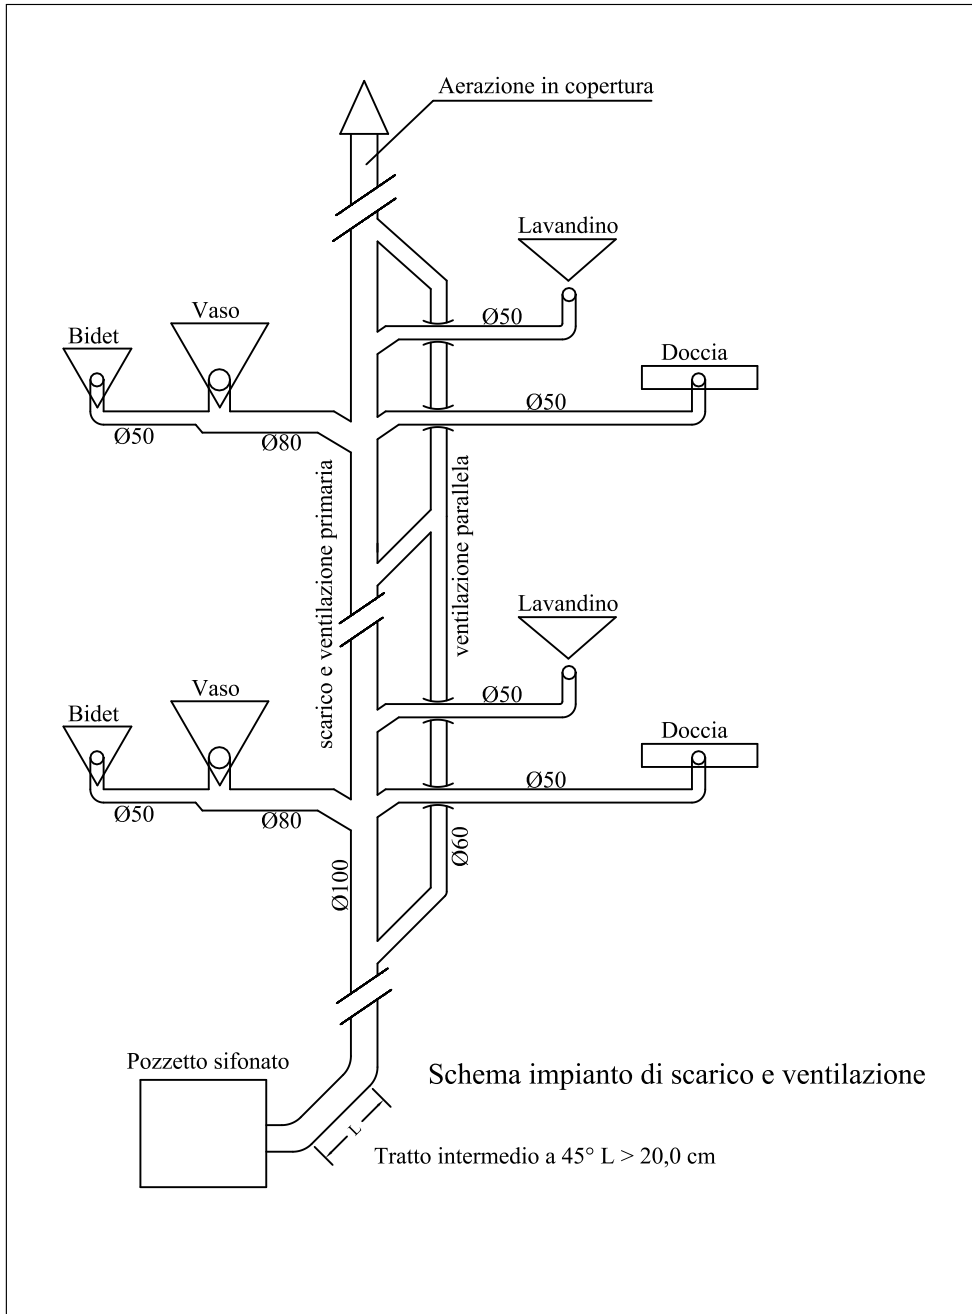 Aerazione in copertura
Lavandino
Vaso
Bidet
Ø50
Doccia
Ø50
Ø50
Ø80
scarico e ventilazione primaria
ventilazione parallela
Lavandino
Vaso
Bidet
Ø50
Doccia
Ø50
Ø50
Ø80
Ø60
Ø100
Pozzetto sifonato
Schema impianto di scarico e ventilazione
L
Tratto intermedio a 45° L > 20,0 cm